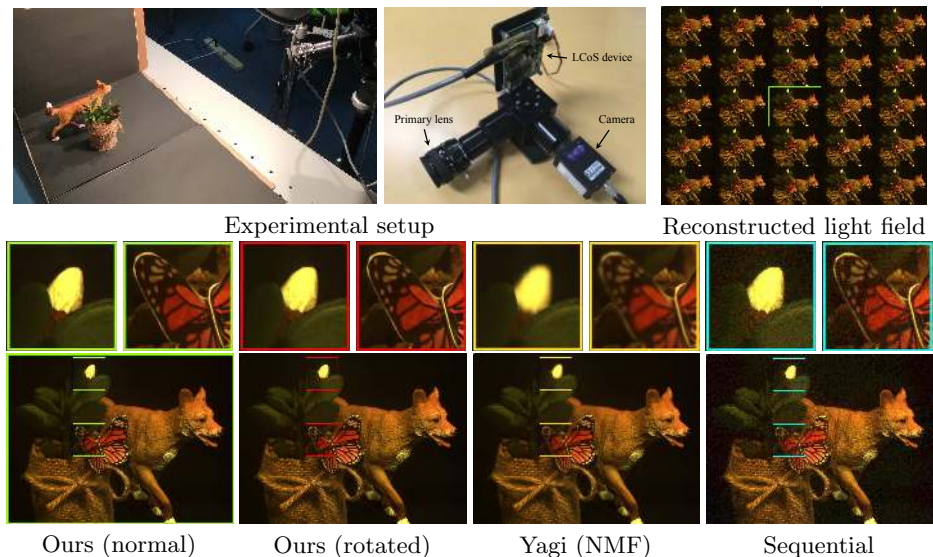 LCoS device
Primary lens
Camera
Experimental setup
Reconstructed light field
Ours (normal)
Ours (rotated)
Yagi (NMF)
Sequential